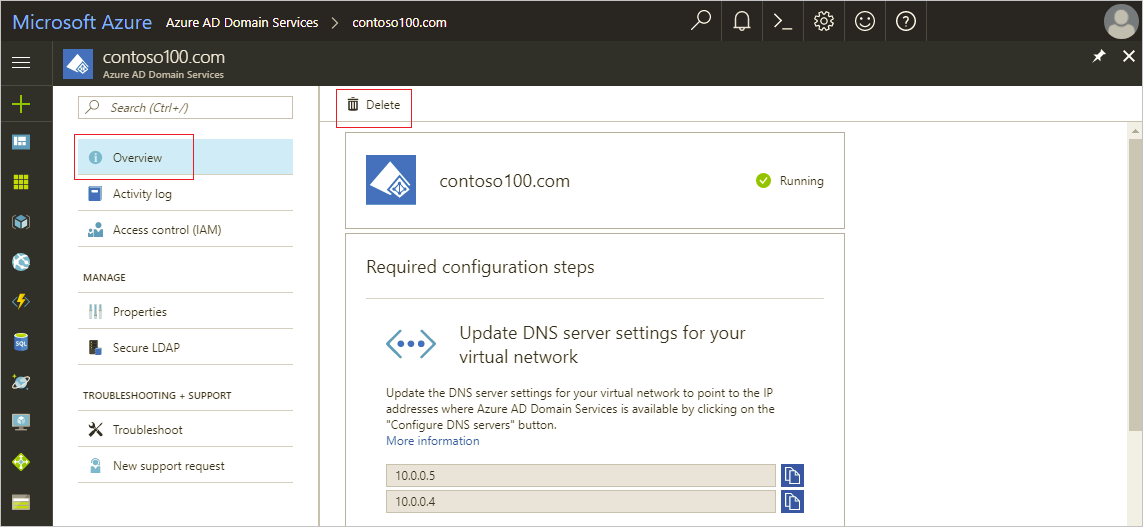 Microsoft Azure Azure AD Domain Services > contoso100.com
contoso100.com
Azure AD Domain Services
Search (Ctrl+/)
Overview
Activity log
Access control (IAM)
MANAGE
Properties
Secure LDAP
TROUBLESHOOTING + SUPPORT
Troubleshoot
New support request
Delete
contoso100.com
Running
Required configuration steps
Update DNS server settings for your
virtual network
Update the DNS server settings for your virtual network to point to the IP
addresses where Azure AD Domain Services is available by clicking on the
"Configure DNS servers" button.
More information
10.0.0.5
10.0.0.4
SQL